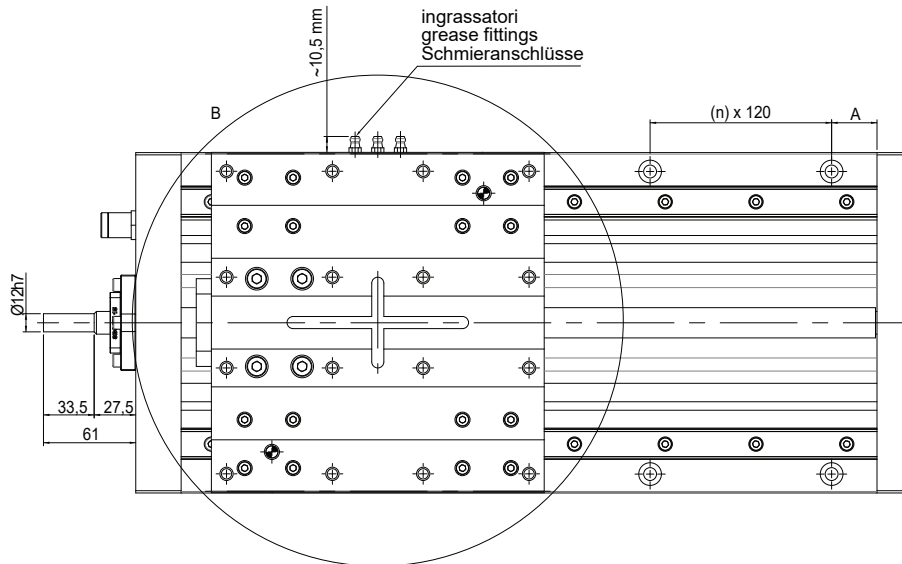 ingrassatori
grease fittings
Schmieranschlüsse
~10,5 mm
B
(n) x 120
A
Ø12h7
33,5
27,5
61